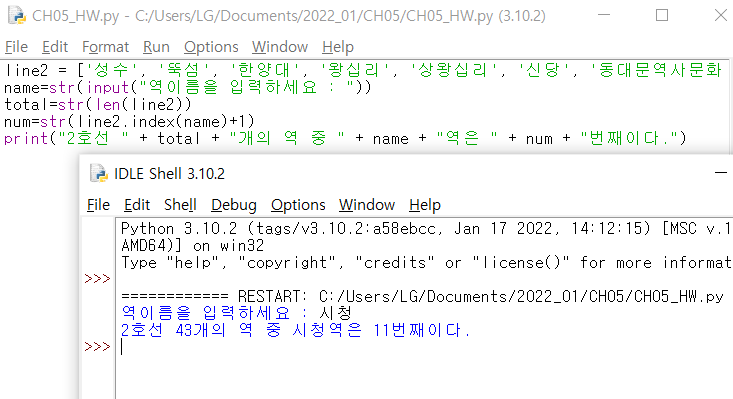 CH05_HW.py - C:/Users/LG/Documents/2022_01/CH05/CH05_HW.py (3.10.2)
File Edit Format Run Options Window Help
line2 = ['성수', '뚝섬', '한양대', '왕십리', '상왕십리', '신당', '동대문역사문화
name=str(input("역이름을 입력하세요 : "))
total=str(len(line2))
num=str(line2.index(name)+1)
print("2호선 " + total + "개의 역 중 " + name + "역은 " + num + "번째이다.")
IDLE Shell 3.10.2
File Edit Shell Debug Options Window Help
Python 3.10.2 (tags/v3.10.2:a58ebcc, Jan 17 2022, 14:12:15) [MSC v.1
AMD64)] on win32
Type "help", "copyright", "credits" or "license()" for more informat
>>>
============ RESTART: C:/Users/LG/Documents/2022_01/CH05/CH05_HW.py
역이름을 입력하세요 : 시청
2호선 43개의 역 중 시청역은 11번째이다.
>>>